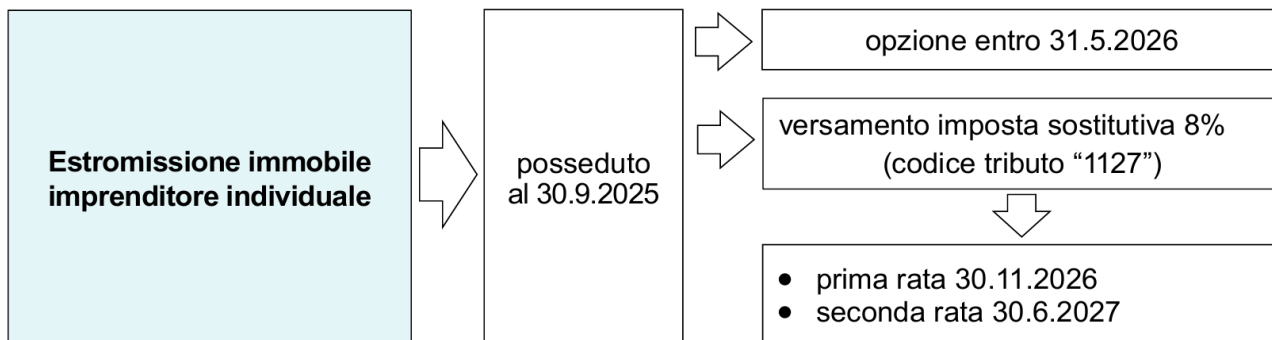 Estromissione immobile
imprenditore individuale
posseduto
al 30.9.2025
opzione entro 31.5.2026
versamento imposta sostitutiva 8%
(codice tributo “1127”)
● prima rata 30.11.2026
● seconda rata 30.6.2027